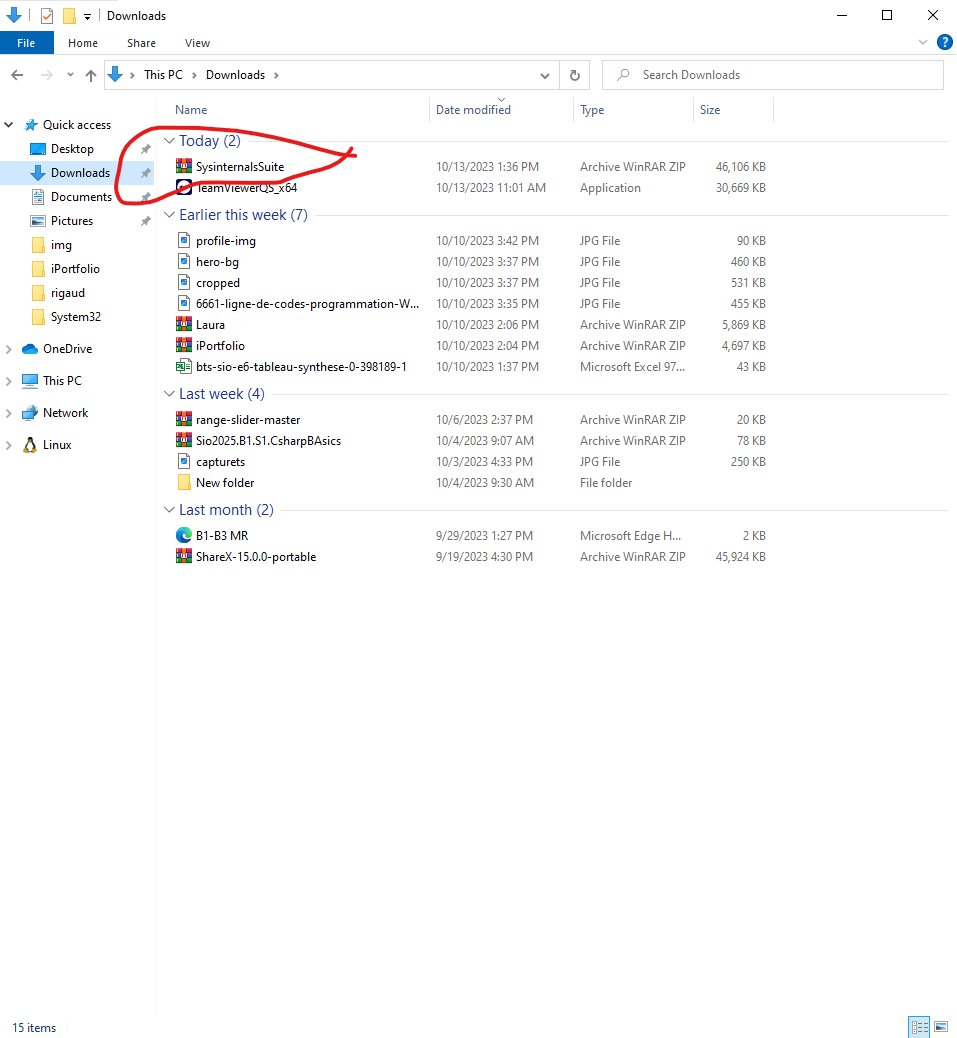 Downloads
File Home Share View
This PC Downloads Search Downloads
Name Date modified Type Size
Quick access
Desktop
Downloads
Documents
Pictures
img
iPortfolio
rigaud
System32
OneDrive
This PC
Network
Linux
Today (2)
SysinternalsSuite 10/13/2023 1:36 PM Archive WinRAR ZIP 46,106 KB
TeamViewerQS_x64 10/13/2023 11:01 AM Application 30,669 KB
Earlier this week (7)
profile-img 10/10/2023 3:42 PM JPG File 90 KB
hero-bg 10/10/2023 3:37 PM JPG File 460 KB
cropped 10/10/2023 3:37 PM JPG File 531 KB
6661-ligne-de-codes-programmation-W... 10/10/2023 3:35 PM JPG File 455 KB
Laura 10/10/2023 2:06 PM Archive WinRAR ZIP 5,869 KB
iPortfolio 10/10/2023 2:04 PM Archive WinRAR ZIP 4,697 KB
bts-sio-e6-tableau-synthese-0-398189-1 10/10/2023 1:37 PM Microsoft Excel 97... 43 KB
Last week (4)
range-slider-master 10/6/2023 2:37 PM Archive WinRAR ZIP 20 KB
Sio2025.B1.S1.CsharpBAsics 10/4/2023 9:07 AM Archive WinRAR ZIP 78 KB
capturets 10/3/2023 4:33 PM JPG File 250 KB
New folder 10/4/2023 9:30 AM File folder
Last month (2)
B1-B3 MR 9/29/2023 1:27 PM Microsoft Edge H... 2 KB
ShareX-15.0.0-portable 9/19/2023 4:30 PM Archive WinRAR ZIP 45,924 KB
15 items